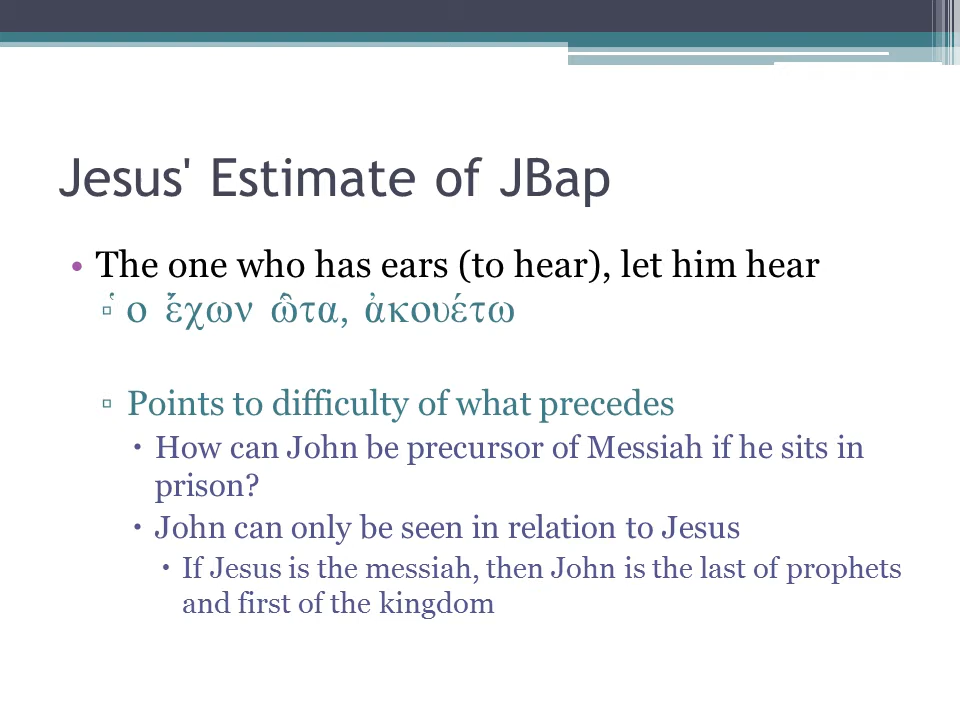 Jesus' Estimate of JBap
• The one who has ears (to hear), let him hear
▫ ὁ ἔχων ὦτα, ἀκουέτω
▫ Points to difficulty of what precedes
▪ How can John be precursor of Messiah if he sits in
prison?
▪ John can only be seen in relation to Jesus
▪ If Jesus is the messiah, then John is the last of prophets
and first of the kingdom